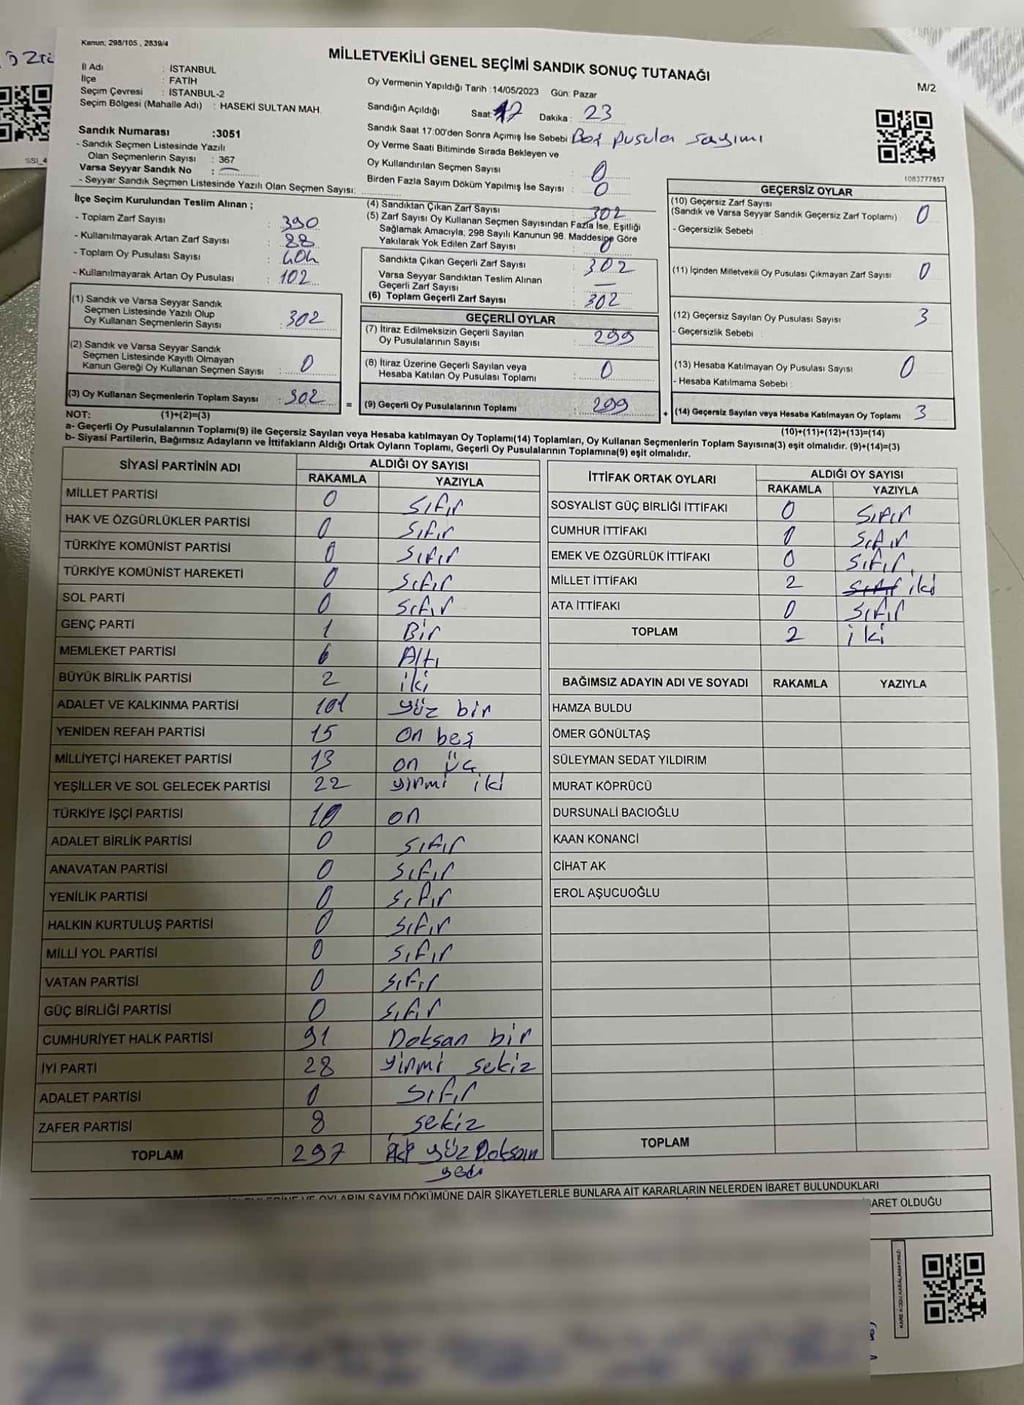 Kanun; 298/105 , 2839/4
MİLLETVEKİLİ GENEL SEÇİMİ SANDIK SONUÇ TUTANAĞI
M/2
İl Adı : İSTANBUL
İlçe : FATİH
Seçim Çevresi : İSTANBUL-2
Seçim Bölgesi (Mahalle Adı) : HASEKİ SULTAN MAH.
Oy Vermenin Yapıldığı Tarih :14/05/2023 Gün: Pazar
Sandığın Açıldığı Saat: 17 Dakika : 23
Sandık Saat 17:00'den Sonra Açımış İse Sebebi Boş pusula sayımı
Oy Verme Saati Bitiminde Sırada Bekleyen ve
Oy Kullandırılan Seçmen Sayısı : 0
Birden Fazla Sayım Döküm Yapılmış İse Sayısı : 0
Sandık Numarası :3051
- Sandık Seçmen Listesinde Yazılı
Olan Seçmenlerin Sayısı : 367
Varsa Seyyar Sandık No :
- Seyyar Sandık Seçmen Listesinde Yazılı Olan Seçmen Sayısı:
1083777857
İlçe Seçim Kurulundan Teslim Alınan ;
- Toplam Zarf Sayısı : 390
- Kullanılmayarak Artan Zarf Sayısı : 88
- Toplam Oy Pusulası Sayısı : 404
- Kullanılmayarak Artan Oy Pusulası : 102
(1) Sandık ve Varsa Seyyar Sandık
Seçmen Listesinde Yazılı Olup
Oy Kullanan Seçmenlerin Sayısı : 302
(2) Sandık ve Varsa Seyyar Sandık
Seçmen Listesinde Kayıtlı Olmayan
Kanun Gereği Oy Kullanan Seçmen Sayısı : 0
(3) Oy Kullanan Seçmenlerin Toplam Sayısı : 302
(4) Sandıktan Çıkan Zarf Sayısı : 302
(5) Zarf Sayısı Oy Kullanan Seçmen Sayısından Fazla İse, Eşitliği
Sağlamak Amacıyla, 298 Sayılı Kanunun 98. Maddesine Göre
Yakılarak Yok Edilen Zarf Sayısı : 0
Sandıkta Çıkan Geçerli Zarf Sayısı : 302
Varsa Seyyar Sandıktan Teslim Alınan
Geçerli Zarf Sayısı : —
(6) Toplam Geçerli Zarf Sayısı : 302
GEÇERLİ OYLAR
(7) İtiraz Edilmeksizin Geçerli Sayılan
Oy Pusulalarının Sayısı : 299
(8) İtiraz Üzerine Geçerli Sayılan veya
Hesaba Katılan Oy Pusulası Toplamı : 0
= (9) Geçerli Oy Pusulalarının Toplamı : 299 +
GEÇERSİZ OYLAR
(10) Geçersiz Zarf Sayısı
(Sandık ve Varsa Seyyar Sandık Geçersiz Zarf Toplamı) : 0
- Geçersizlik Sebebi :
(11) İçinden Milletvekili Oy Pusulası Çıkmayan Zarf Sayısı : 0
(12) Geçersiz Sayılan Oy Pusulası Sayısı : 3
- Geçersizlik Sebebi :
(13) Hesaba Katılmayan Oy Pusulası Sayısı : 0
- Hesaba Katılmama Sebebi :
(14) Geçersiz Sayılan veya Hesaba Katılmayan Oy Toplamı : 3
NOT: (1)+(2)=(3) (10)+(11)+(12)+(13)=(14)
a- Geçerli Oy Pusulalarının Toplamı(9) ile Geçersiz Sayılan veya Hesaba katılmayan Oy Toplamı(14) Toplamları, Oy Kullanan Seçmenlerin Toplam Sayısına(3) eşit olmalıdır. (9)+(14)=(3)
b- Siyasi Partilerin, Bağımsız Adayların ve İttifakların Aldığı Ortak Oyların Toplamı, Geçerli Oy Pusulalarının Toplamına(9) eşit olmalıdır.
SİYASİ PARTİNİN ADI ALDIĞI OY SAYISI
RAKAMLA YAZIYLA
MİLLET PARTİSİ 0 sıfır
HAK VE ÖZGÜRLÜKLER PARTİSİ 0 sıfır
TÜRKİYE KOMÜNİST PARTİSİ 0 sıfır
TÜRKİYE KOMÜNİST HAREKETİ 0 sıfır
SOL PARTİ 0 sıfır
GENÇ PARTİ 1 Bir
MEMLEKET PARTİSİ 6 Altı
BÜYÜK BİRLİK PARTİSİ 2 iki
ADALET VE KALKINMA PARTİSİ 101 yüz bir
YENİDEN REFAH PARTİSİ 15 on beş
MİLLİYETÇİ HAREKET PARTİSİ 13 on üç
YEŞİLLER VE SOL GELECEK PARTİSİ 22 yirmi iki
TÜRKİYE İŞÇİ PARTİSİ 10 on
ADALET BİRLİK PARTİSİ 0 sıfır
ANAVATAN PARTİSİ 0 sıfır
YENİLİK PARTİSİ 0 sıfır
HALKIN KURTULUŞ PARTİSİ 0 sıfır
MİLLİ YOL PARTİSİ 0 sıfır
VATAN PARTİSİ 0 sıfır
GÜÇ BİRLİĞİ PARTİSİ 0 sıfır
CUMHURİYET HALK PARTİSİ 91 Doksan bir
İYİ PARTİ 28 yirmi sekiz
ADALET PARTİSİ 0 sıfır
ZAFER PARTİSİ 8 sekiz
TOPLAM 297 iki yüz Doksan
yedi
İTTİFAK ORTAK OYLARI ALDIĞI OY SAYISI
RAKAMLA YAZIYLA
SOSYALİST GÜÇ BİRLİĞİ İTTİFAKI 0 sıfır
CUMHUR İTTİFAKI 0 sıfır
EMEK VE ÖZGÜRLÜK İTTİFAKI 0 sıfır
MİLLET İTTİFAKI 2 sıfır iki
ATA İTTİFAKI 0 sıfır
TOPLAM 2 iki
BAĞIMSIZ ADAYIN ADI VE SOYADI RAKAMLA YAZIYLA
HAMZA BULDU
ÖMER GÖNÜLTAŞ
SÜLEYMAN SEDAT YILDIRIM
MURAT KÖPRÜCÜ
DURSUNALİ BACIOĞLU
KAAN KONANCİ
CİHAT AK
EROL AŞUCUOĞLU
TOPLAM
VE OYLARIN SAYIM DÖKÜMÜNE DAİR ŞİKAYETLERLE BUNLARA AİT KARARLARIN NELERDEN İBARET BULUNDUKLARI
İBARET OLDUĞU